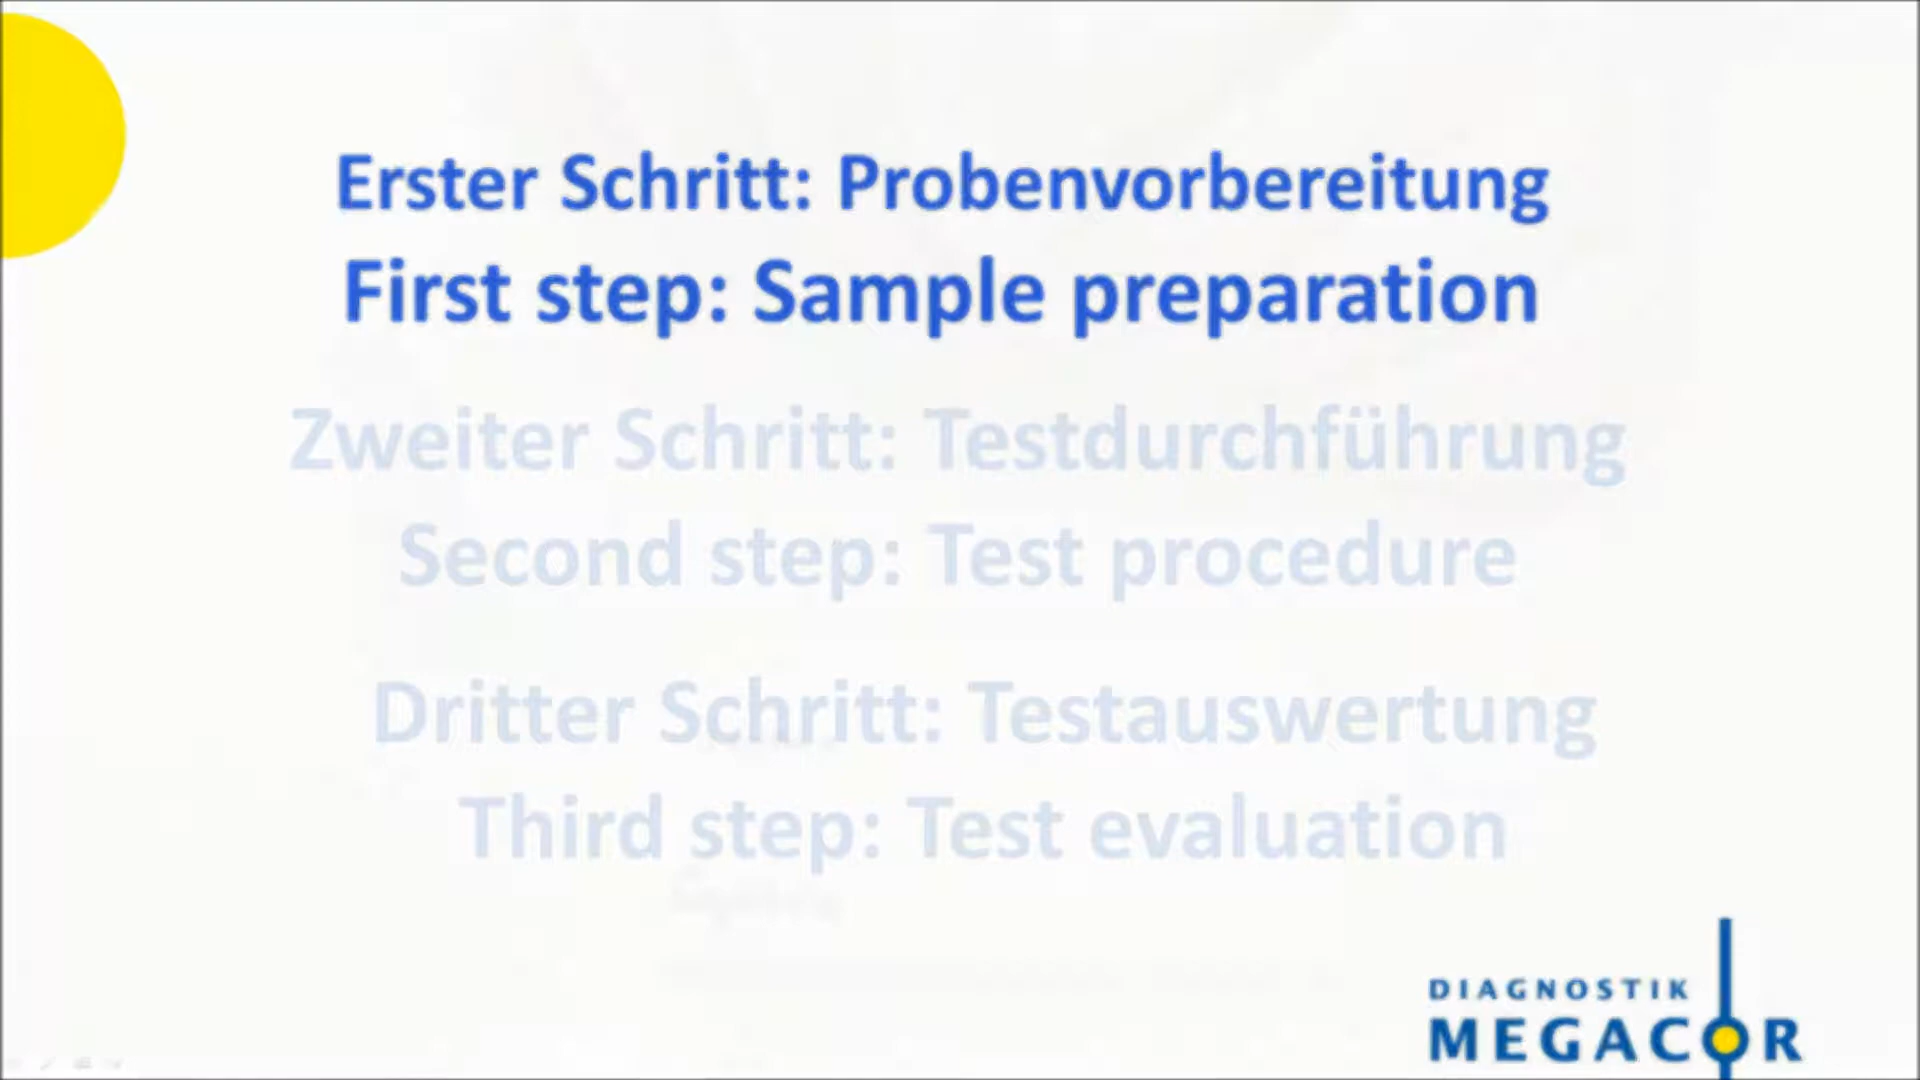 Erster Schritt: Probenvorbereitung
First step: Sample preparation
Zweiter Schritt: Testdurchführung
Second step: Test procedure
Dritter Schritt: Testauswertung
Third step: Test evaluation
DIAGNOSTIK
MEGACOR